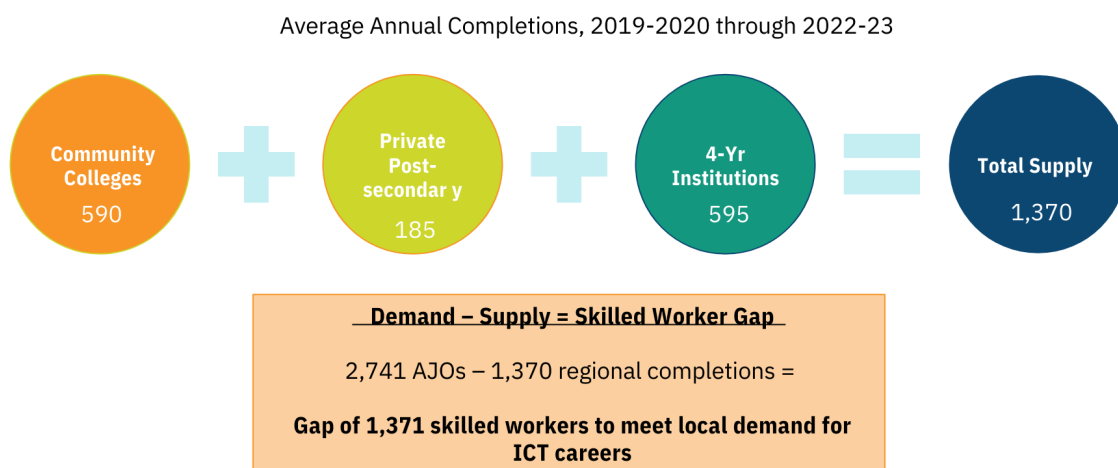 Average Annual Completions, 2019-2020 through 2022-23
Community
Colleges
590
Private
Post-
secondar y
185
4-Yr
Institutions
595
Total Supply
1,370
Demand – Supply = Skilled Worker Gap
2,741 AJOs – 1,370 regional completions =
Gap of 1,371 skilled workers to meet local demand for
ICT careers